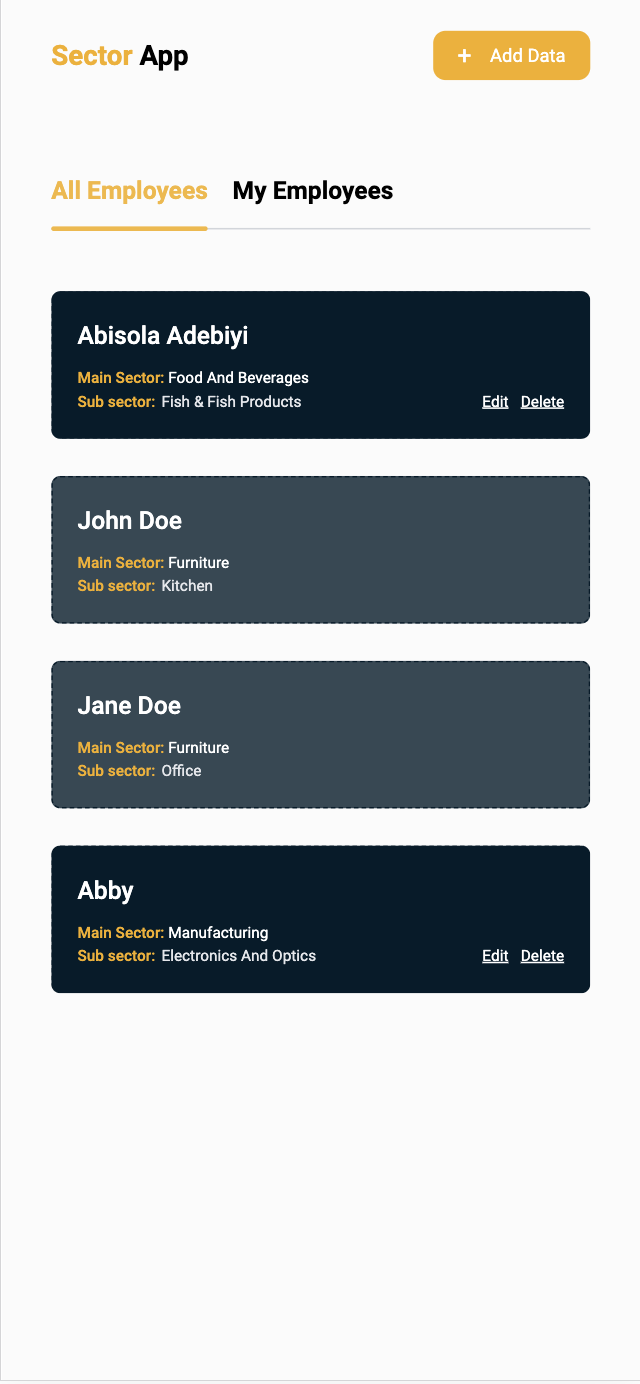 Sector App
+ Add Data
All Employees My Employees
Abisola Adebiyi
Main Sector: Food And Beverages
Sub sector: Fish & Fish Products Edit Delete
John Doe
Main Sector: Furniture
Sub sector: Kitchen
Jane Doe
Main Sector: Furniture
Sub sector: Office
Abby
Main Sector: Manufacturing
Sub sector: Electronics And Optics Edit Delete